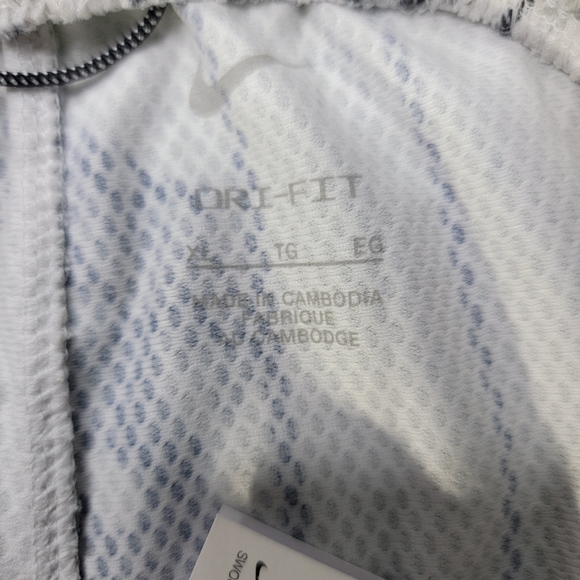 DRI-FIT
XL TG EG
MADE IN CAMBODIA
FABRIQUE
AU CAMBODGE